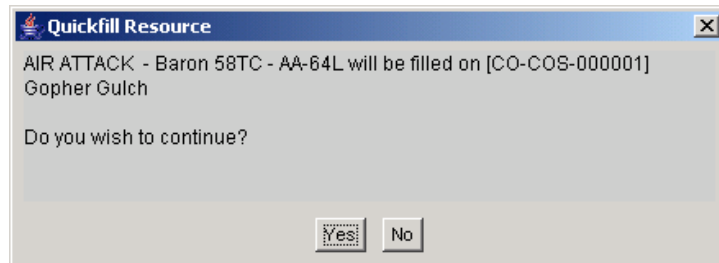 Quickfill Resource
AIR ATTACK - Baron 58TC - AA-64L will be filled on [CO-COS-000001]
Gopher Gulch
Do you wish to continue?
Yes No